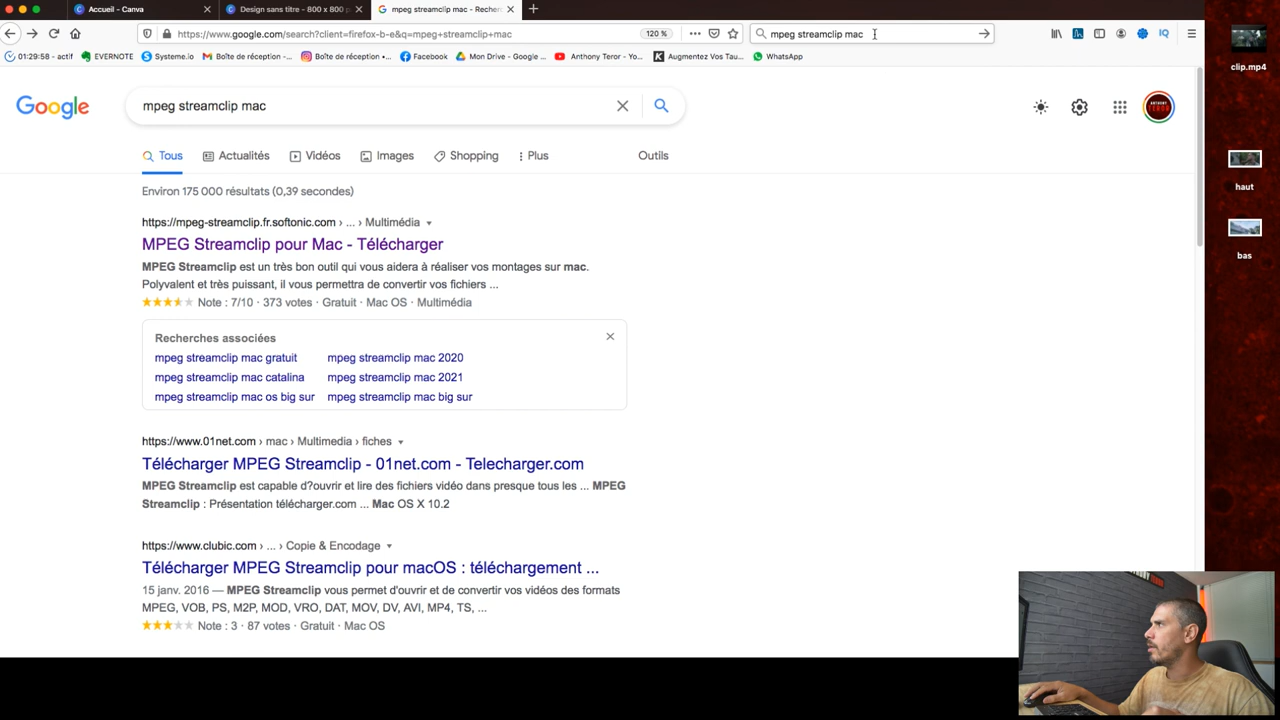 Accueil – Canva
Design sans titre – 800 x 800 p
mpeg streamclip mac - Recher
https://www.google.com/search?client=firefox-b-e&q=mpeg+streamclip+mac
120 %
mpeg streamclip mac
01:29:58 - actif
EVERNOTE
Systeme.io
Boîte de réception -...
Boîte de réception •...
Facebook
Mon Drive - Google ...
Anthony Teror - Yo...
Augmentez Vos Tau...
WhatsApp
Google
mpeg streamclip mac
Tous
Actualités
Vidéos
Images
Shopping
Plus
Outils
Environ 175 000 résultats (0,39 secondes)
https://mpeg-streamclip.fr.softonic.com › ... › Multimédia
MPEG Streamclip pour Mac - Télécharger
MPEG Streamclip est un très bon outil qui vous aidera à réaliser vos montages sur mac.
Polyvalent et très puissant, il vous permettra de convertir vos fichiers ...
Note : 7/10 · 373 votes · Gratuit · Mac OS · Multimédia
Recherches associées
mpeg streamclip mac gratuit
mpeg streamclip mac 2020
mpeg streamclip mac catalina
mpeg streamclip mac 2021
mpeg streamclip mac os big sur
mpeg streamclip mac big sur
https://www.01net.com › mac › Multimedia › fiches
Télécharger MPEG Streamclip - 01net.com - Telecharger.com
MPEG Streamclip est capable d?ouvrir et lire des fichiers vidéo dans presque tous les ... MPEG
Streamclip : Présentation télécharger.com ... Mac OS X 10.2
https://www.clubic.com › ... › Copie & Encodage
Télécharger MPEG Streamclip pour macOS : téléchargement ...
15 janv. 2016 — MPEG Streamclip vous permet d'ouvrir et de convertir vos vidéos des formats
MPEG, VOB, PS, M2P, MOD, VRO, DAT, MOV, DV, AVI, MP4, TS, ...
Note : 3 · 87 votes · Gratuit · Mac OS
clip.mp4
haut
bas
IQ
ANTHONY
TEROR